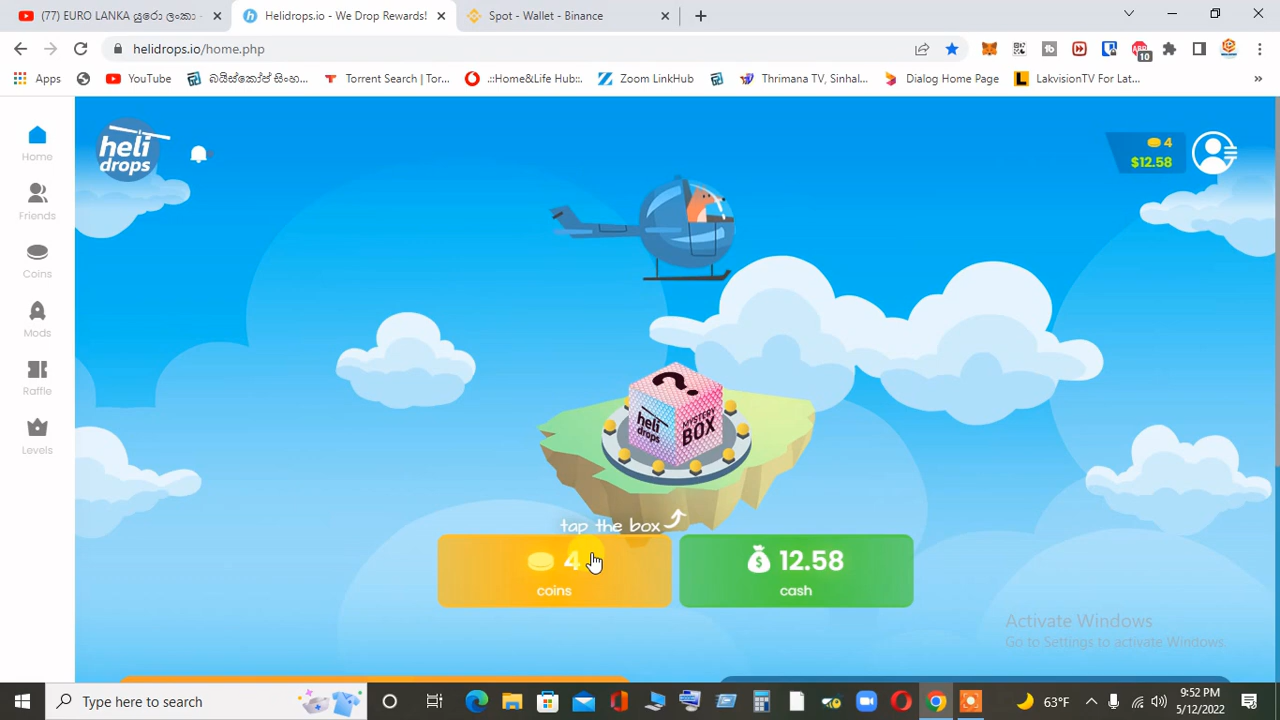 (77) EURO LANKA යුරෝ ලංකා -
Helidrops.io - We Drop Rewards!
Spot - Wallet - Binance
helidrops.io/home.php
10
Apps
YouTube
බයිස්කෝප් සිංහ...
Torrent Search | Tor...
.::Home&Life Hub::.
Zoom LinkHub
Thrimana TV, Sinhal...
Dialog Home Page
LakvisionTV For Lat...
»
Home
Friends
Coins
Mods
Raffle
Levels
heli
drops
4
$12.58
?
heli
drops
MYSTERY
BOX
tap the box
4
coins
$ 12.58
cash
Activate Windows
Go to Settings to activate Windows.
Type here to search
63°F
9:52 PM
5/12/2022